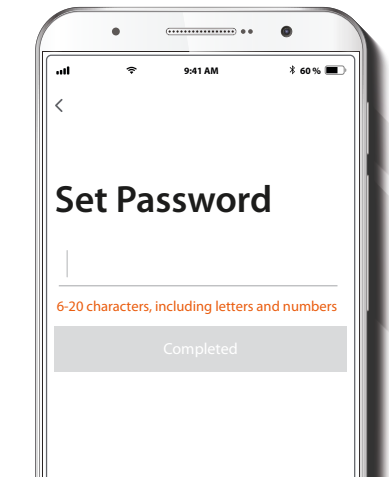 9:41 AM
60 %
Set Password
6-20 characters, including letters and numbers
Completed